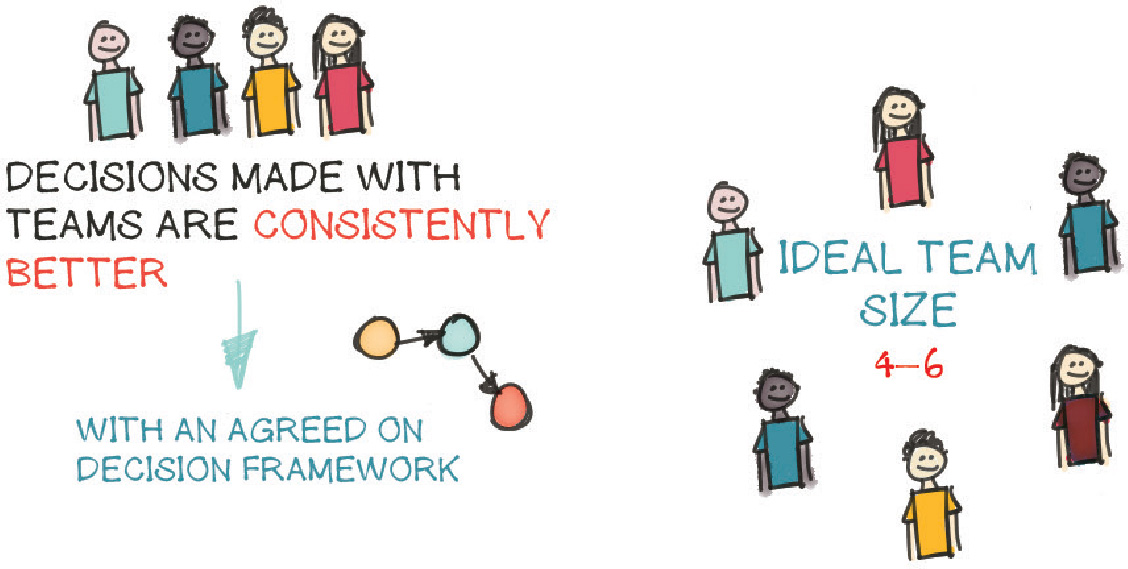 DECISIONS MADE WITH
TEAMS ARE CONSISTENTLY
BETTER
WITH AN AGREED ON
DECISION FRAMEWORK
IDEAL TEAM
SIZE
4–6